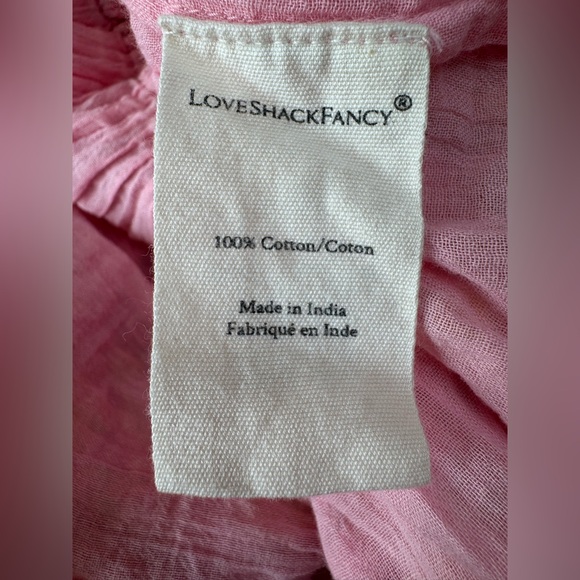 LOVESHACKFANCY®
100% Cotton/Coton
Made in India
Fabriqué en Inde